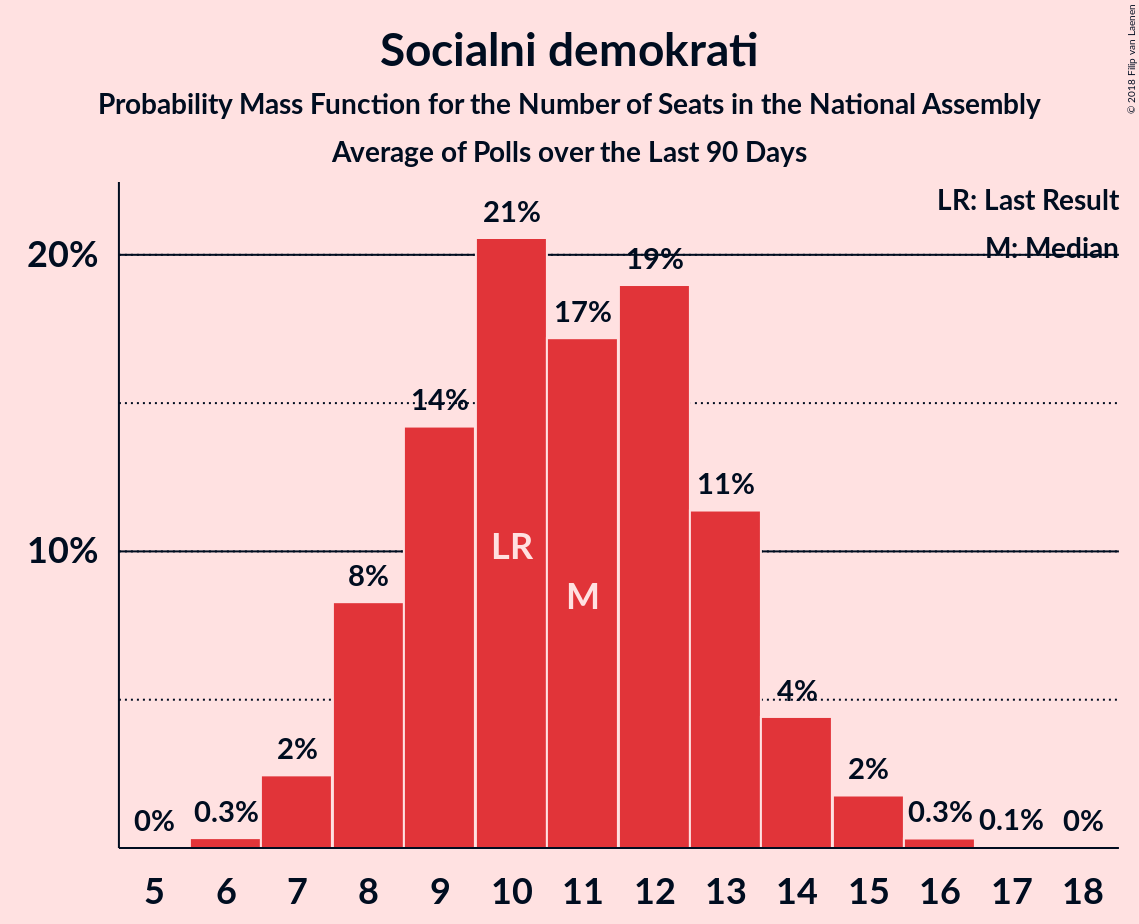 Socialni demokrati
Probability Mass Function for the Number of Seats in the National Assembly
Average of Polls over the Last 90 Days
© 2018 Filip van Laenen
LR: Last Result
M: Median
20%
10%
0%
0.3%
2%
8%
14%
21%
17%
19%
11%
4%
2%
0.3%
0.1%
0%
LR
M
5 6 7 8 9 10 11 12 13 14 15 16 17 18